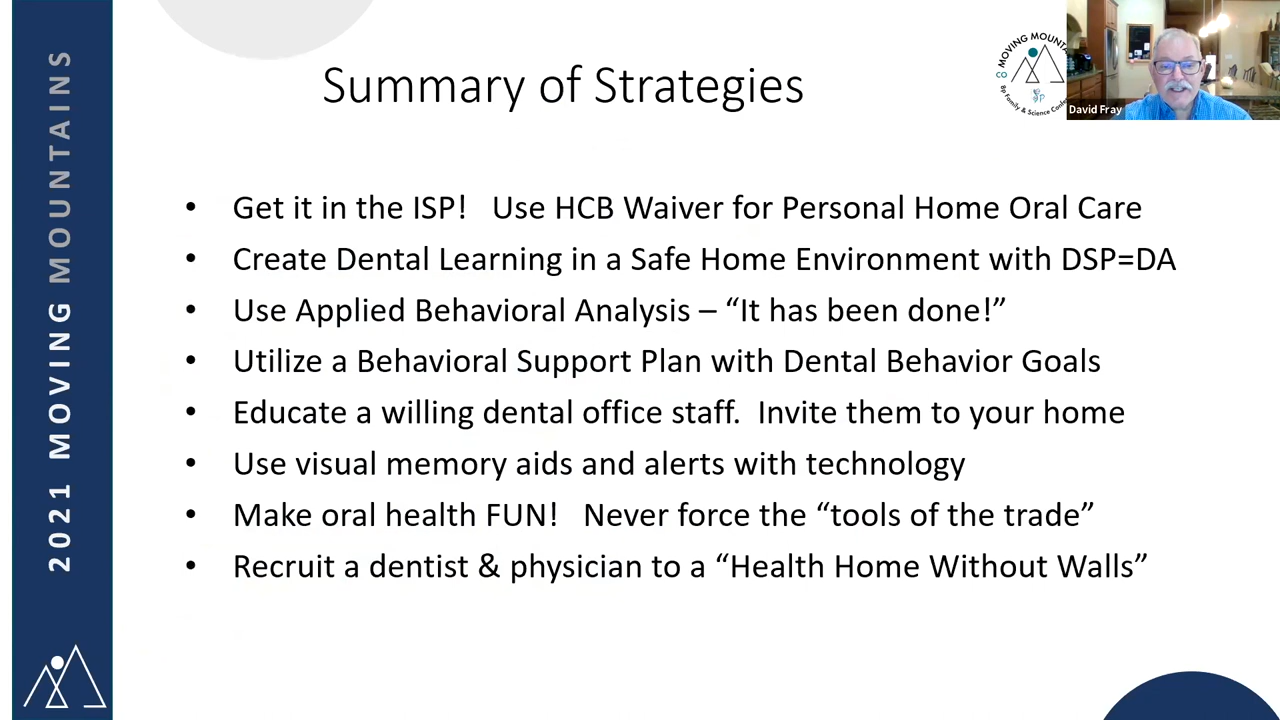 2021 MOVING MOUNTAINS
Summary of Strategies
MOVING MOUNTA
CO
8p Family & Science Conf
David Fray
• Get it in the ISP! Use HCB Waiver for Personal Home Oral Care
• Create Dental Learning in a Safe Home Environment with DSP=DA
• Use Applied Behavioral Analysis – “It has been done!”
• Utilize a Behavioral Support Plan with Dental Behavior Goals
• Educate a willing dental office staff. Invite them to your home
• Use visual memory aids and alerts with technology
• Make oral health FUN! Never force the “tools of the trade”
• Recruit a dentist & physician to a “Health Home Without Walls”